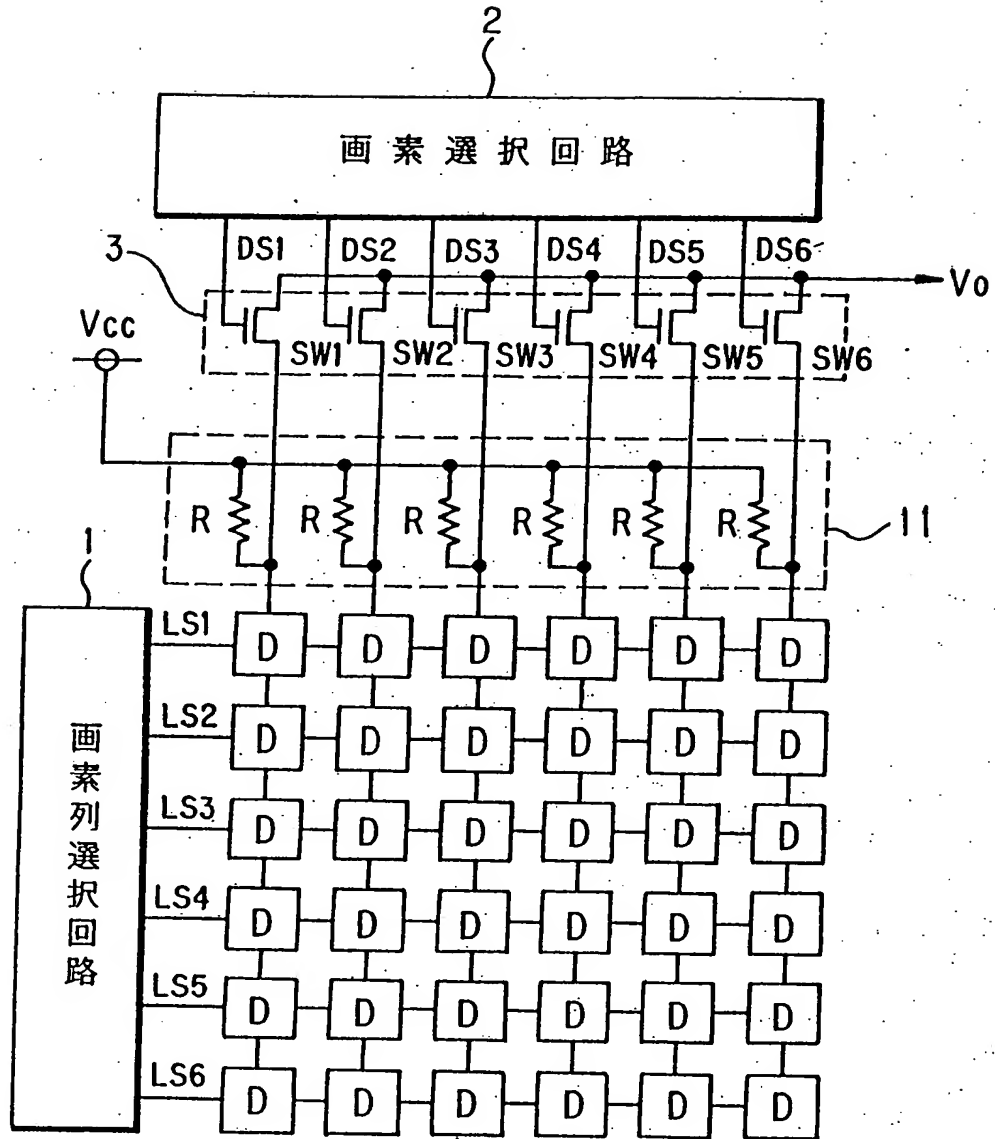 2
画素選択回路
DS1 DS2 DS3 DS4 DS5 DS6
3
Vo
Vcc
SW1 SW2 SW3 SW4 SW5 SW6
R R R R R R
11
1
LS1 D D D D D D
LS2 D D D D D D
LS3 D D D D D D
LS4 D D D D D D
LS5 D D D D D D
LS6 D D D D D D
画素列選択回路